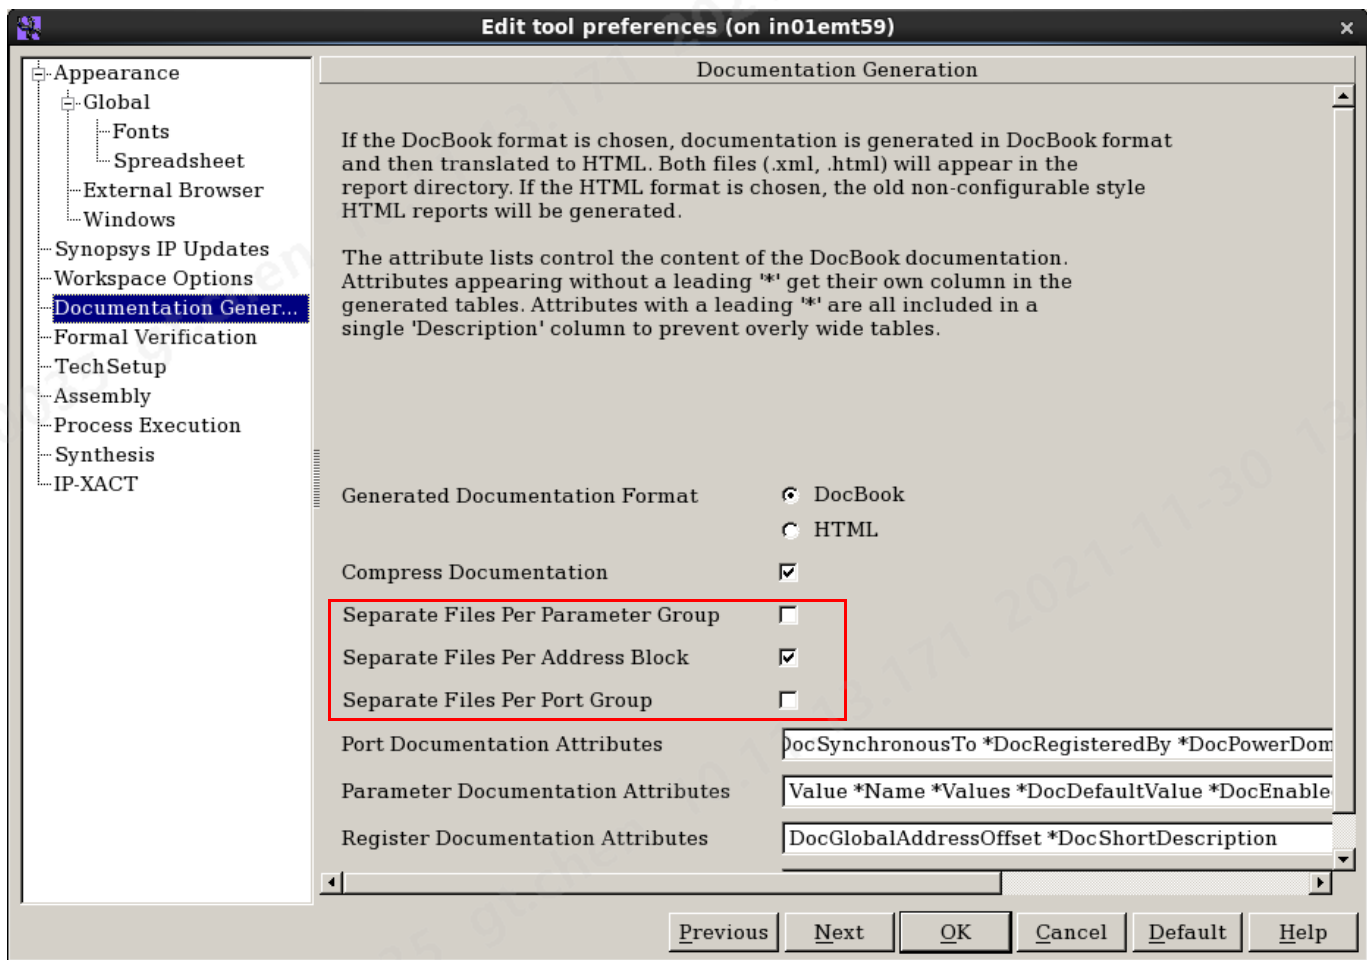 Edit tool preferences (on in01emt59)
Appearance
Global
Fonts
Spreadsheet
External Browser
Windows
Synopsys IP Updates
Workspace Options
Documentation Gener...
Formal Verification
TechSetup
Assembly
Process Execution
Synthesis
IP-XACT
Documentation Generation
If the DocBook format is chosen, documentation is generated in DocBook format
and then translated to HTML. Both files (.xml, .html) will appear in the
report directory. If the HTML format is chosen, the old non-configurable style
HTML reports will be generated.
The attribute lists control the content of the DocBook documentation.
Attributes appearing without a leading '*' get their own column in the
generated tables. Attributes with a leading '*' are all included in a
single 'Description' column to prevent overly wide tables.
Generated Documentation Format
DocBook
HTML
Compress Documentation
Separate Files Per Parameter Group
Separate Files Per Address Block
Separate Files Per Port Group
Port Documentation Attributes
DocSynchronousTo *DocRegisteredBy *DocPowerDom
Parameter Documentation Attributes
Value *Name *Values *DocDefaultValue *DocEnable
Register Documentation Attributes
DocGlobalAddressOffset *DocShortDescription
Previous
Next
OK
Cancel
Default
Help